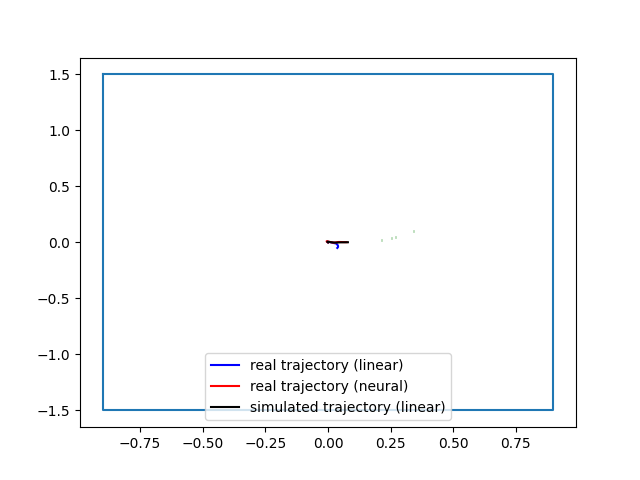 1.5
1.0
0.5
0.0
−0.5
−1.0
−1.5
real trajectory (linear)
real trajectory (neural)
simulated trajectory (linear)
−0.75 −0.50 −0.25 0.00 0.25 0.50 0.75